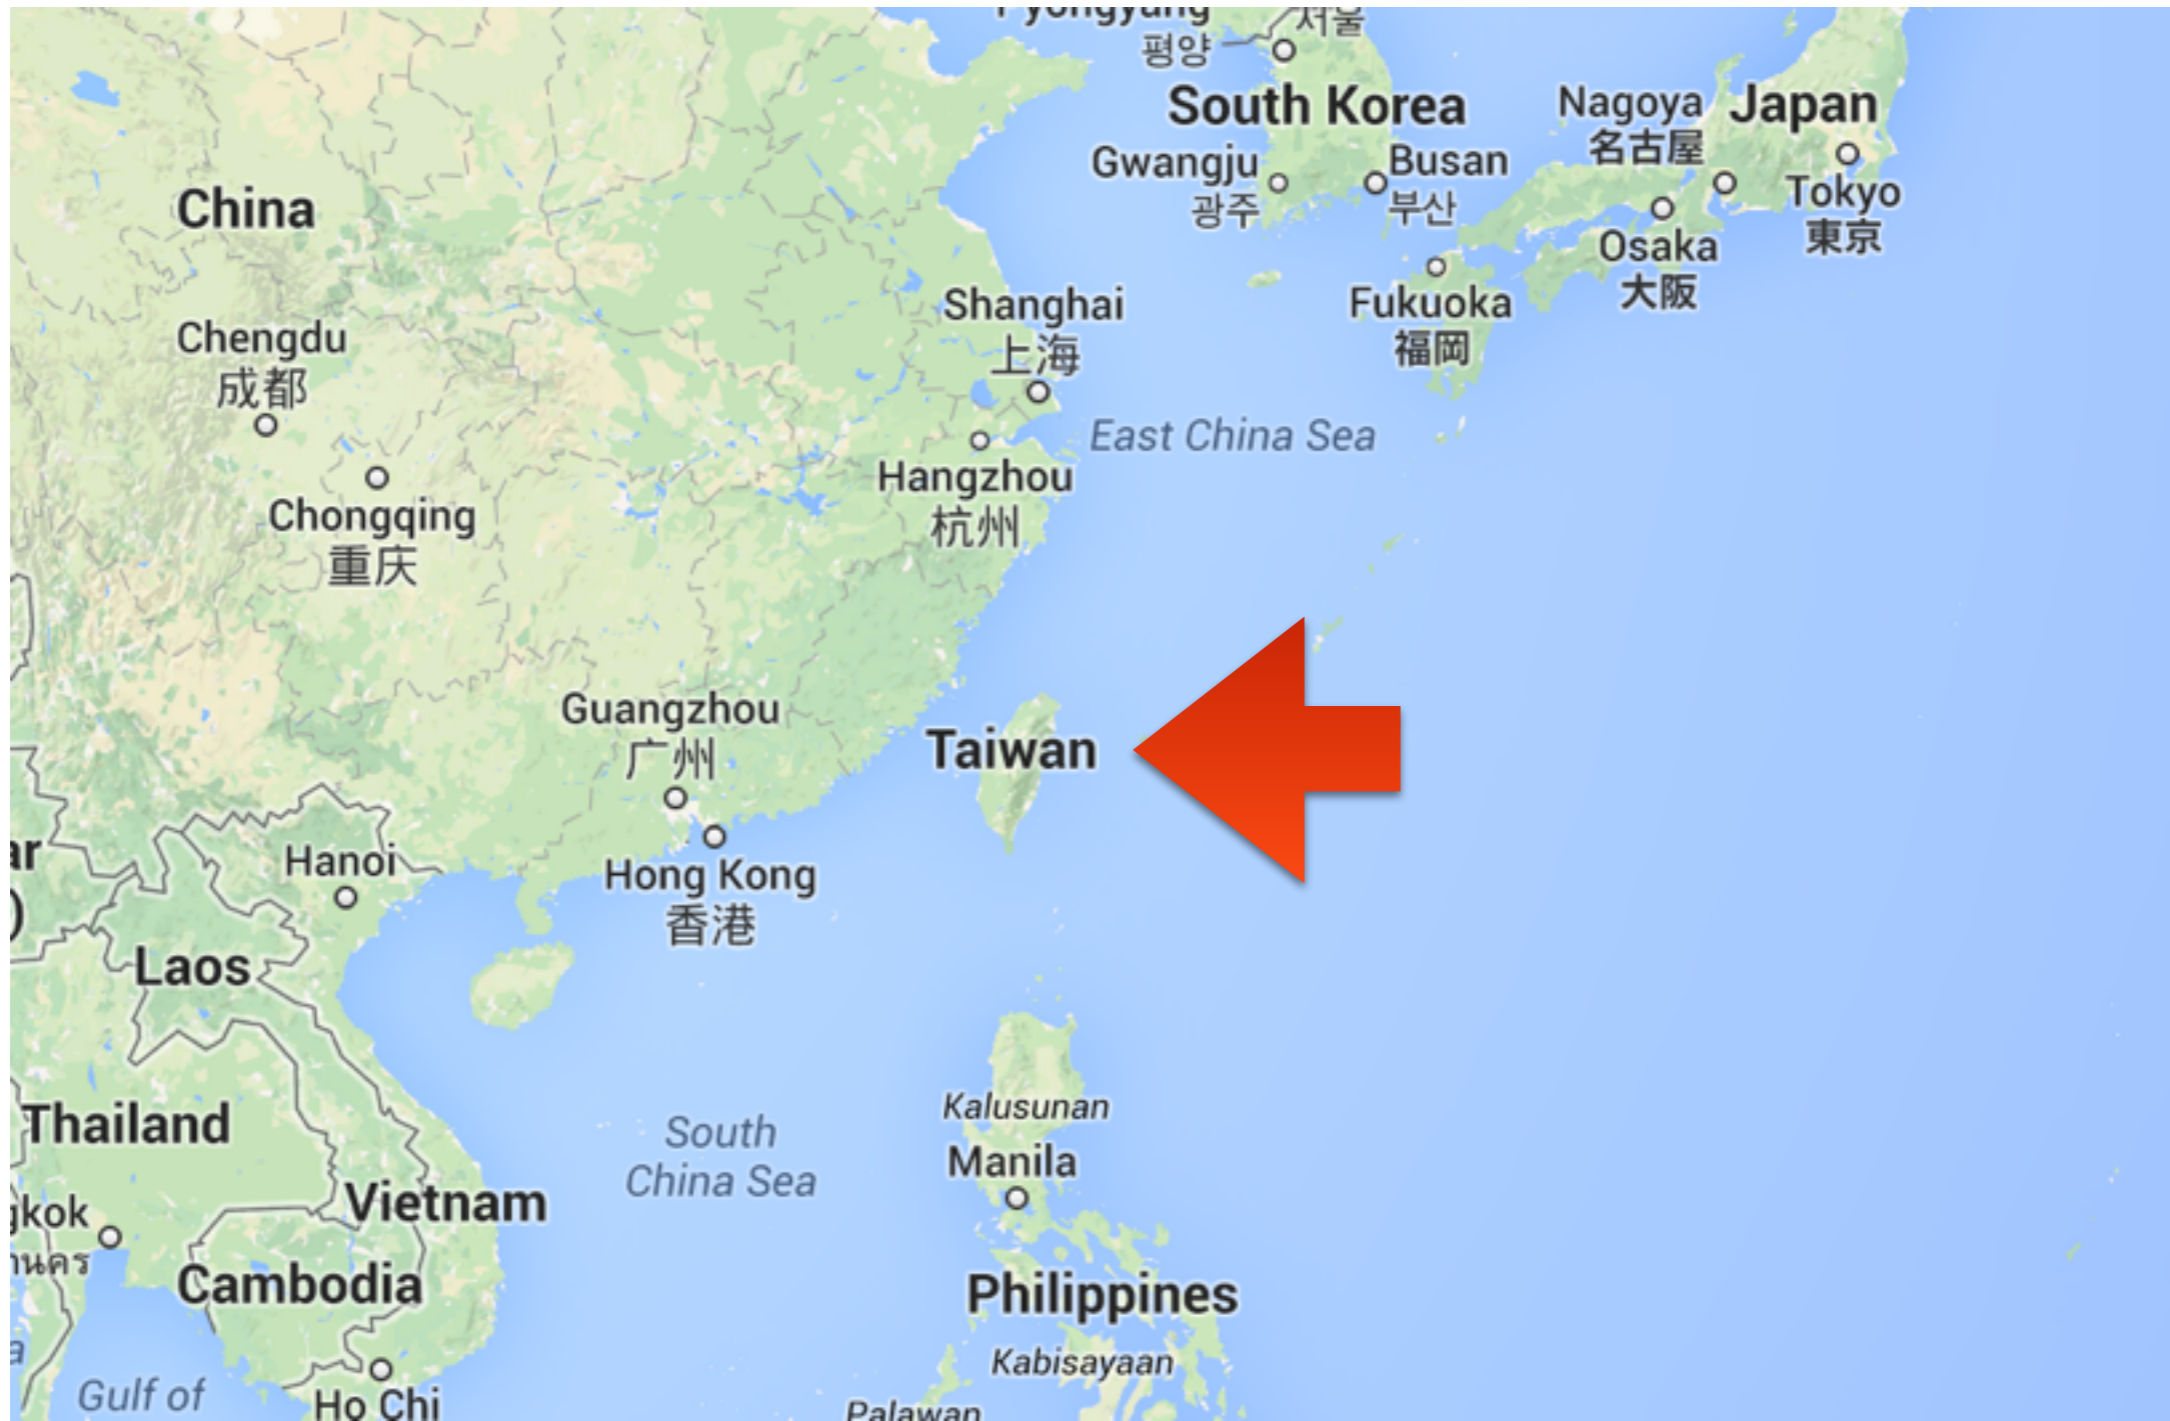 서울
평양
South Korea
Nagoya
名古屋
Japan
Gwangju
광주
Busan
부산
Tokyo
東京
China
Osaka
大阪
Shanghai
上海
Fukuoka
福岡
Chengdu
成都
East China Sea
Hangzhou
杭州
Chongqing
重庆
Guangzhou
广州
Taiwan
Hanoi
Hong Kong
香港
Laos
Kalusunan
Thailand
South
China Sea
Manila
Vietnam
Cambodia
Philippines
Kabisayaan
Gulf of
Ho Chi
Palawan